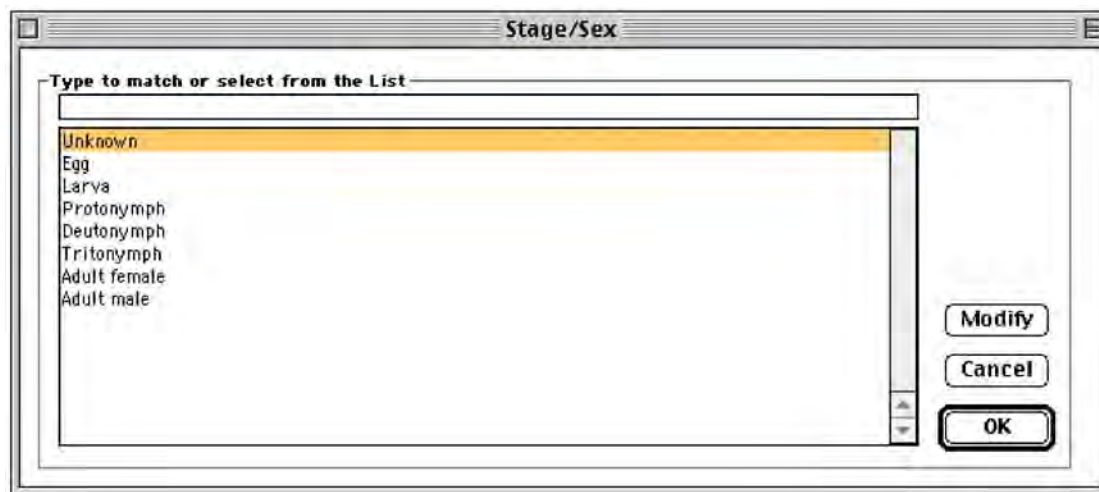 Stage/Sex
Type to match or select from the List
Unknown
Egg
Larva
Protonymph
Deutonymph
Tritonymph
Adult female
Adult male
Modify
Cancel
OK